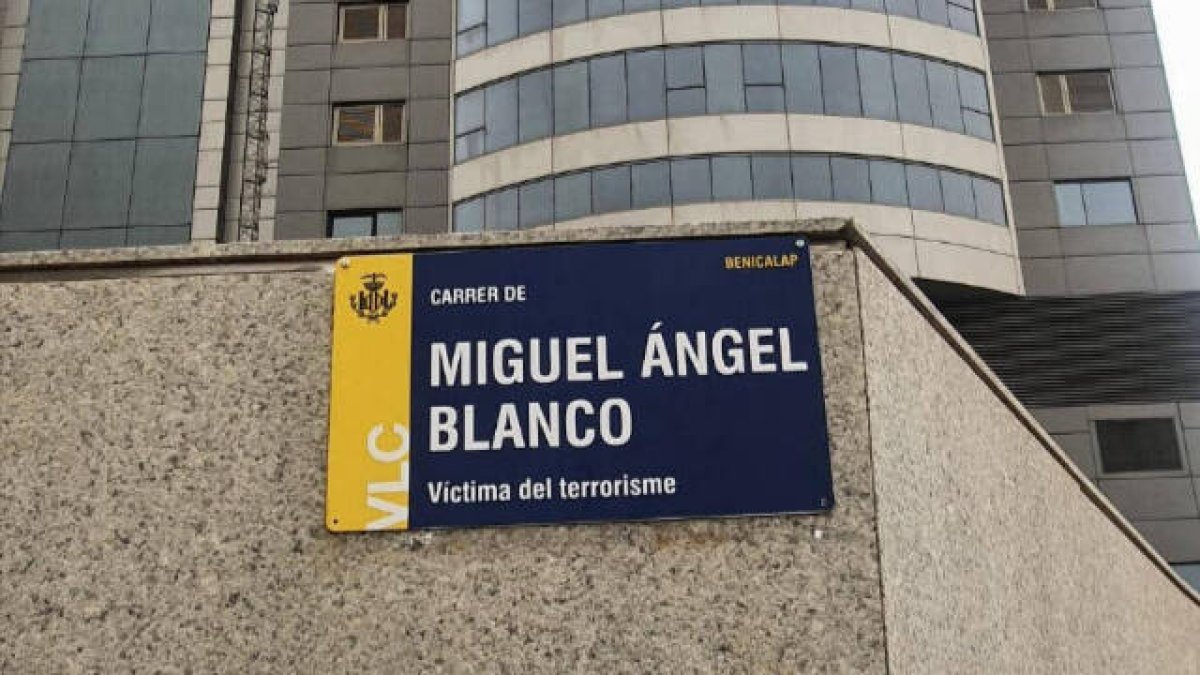 BENICALAP
CARRER DE
MIGUEL ÁNGEL
BLANCO
Víctima del terrorisme
VLC